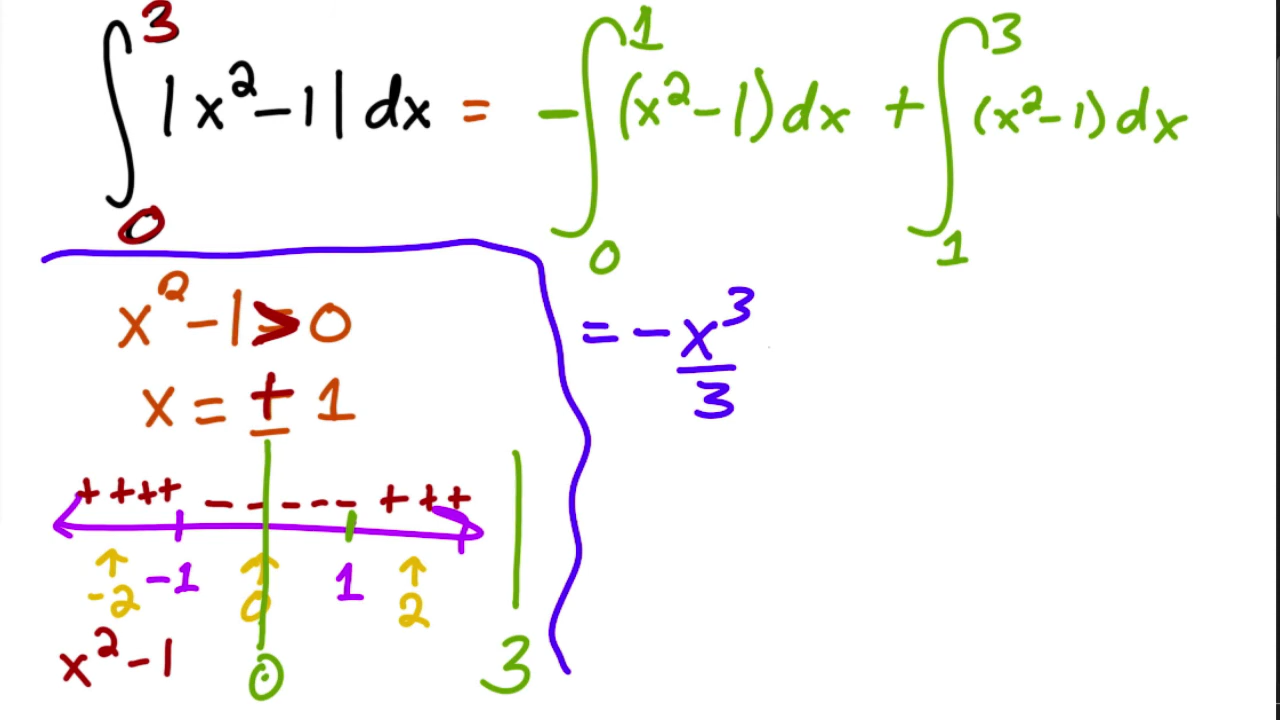 ∫₀³ |x²-1| dx = -∫₀¹ (x²-1) dx + ∫₁³ (x²-1) dx
x²-1 > 0
x = ± 1
++++ ----- +++
-2 -1 0 1 2
x²-1 0 3
= -x³/3